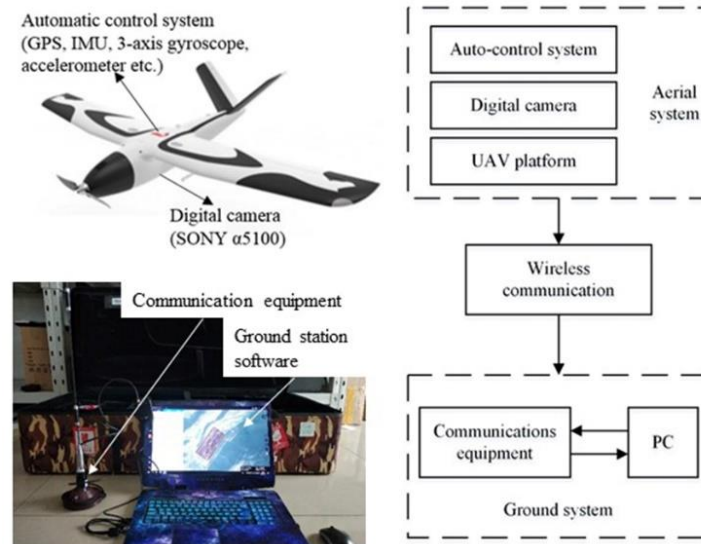 Automatic control system
(GPS, IMU, 3-axis gyroscope,
accelerometer etc.)
Digital camera
(SONY α5100)
Communication equipment
Ground station
software
Auto-control system
Digital camera
UAV platform
Aerial
system
Wireless
communication
Communications
equipment
PC
Ground system